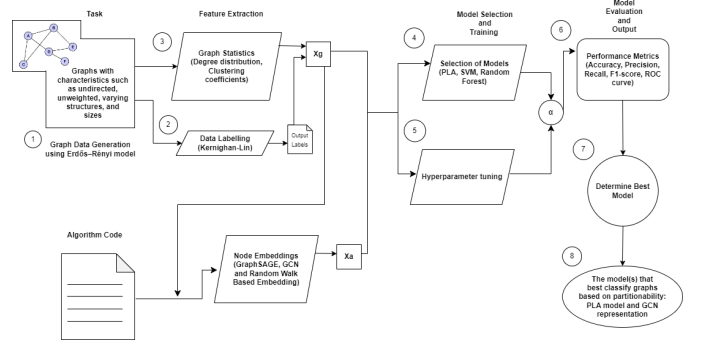 Task
Feature Extraction
Model Selection
and
Training
Model
Evaluation
and
Output
A
B
C
D
E
F
Graphs with
characteristics such
as undirected,
unweighted, varying
structures, and
sizes
1
Graph Data Generation
using Erdős–Rényi model
3
Graph Statistics
(Degree distribution,
Clustering
coefficients)
2
Data Labelling
(Kernighan-Lin)
Output
Labels
Xg
4
Selection of Models
(PLA, SVM, Random
Forest)
5
Hyperparameter tuning
α
6
Performance Metrics
(Accuracy, Precision,
Recall, F1-score, ROC
curve)
7
Determine Best
Model
8
The model(s) that
best classify graphs
based on partitionability:
PLA model and GCN
representation
Algorithm Code
Node Embeddings
(GraphSAGE, GCN
and Random Walk
Based Embedding)
Xa